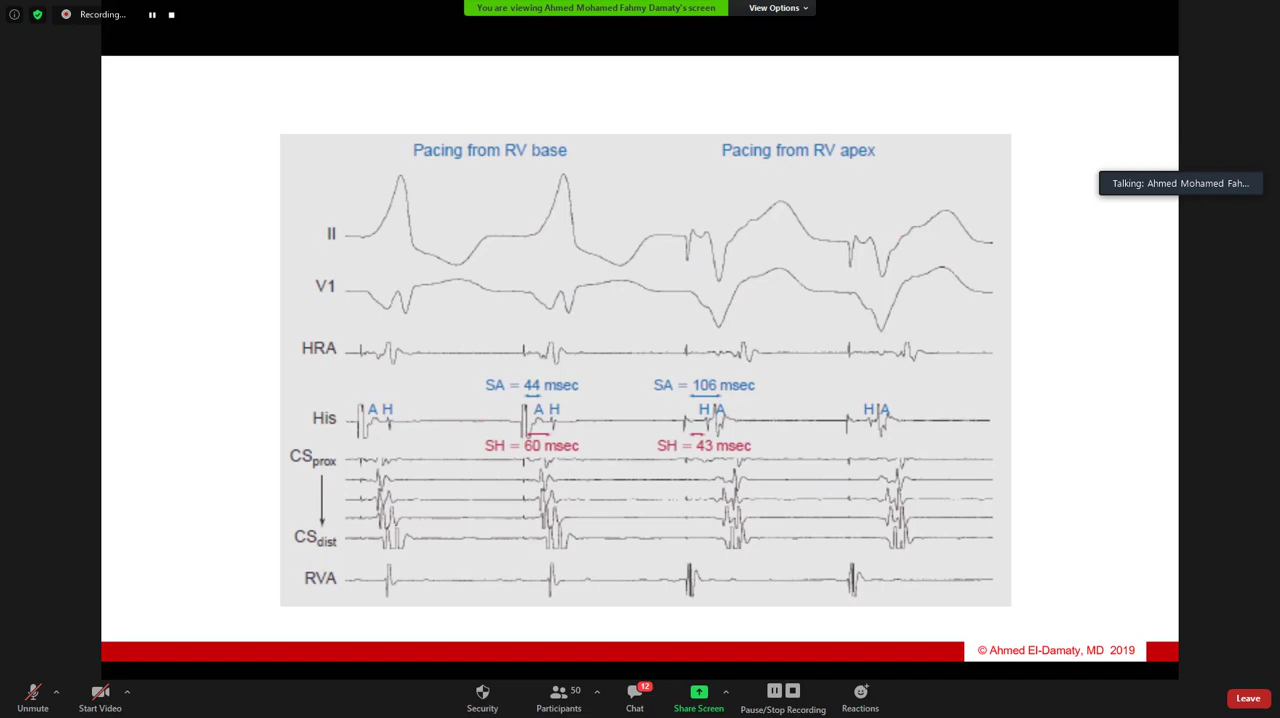 Recording...
You are viewing Ahmed Mohamed Fahmy Damaty's screen
View Options
Talking: Ahmed Mohamed Fah...
Pacing from RV base
Pacing from RV apex
II
V1
HRA
SA = 44 msec
SA = 106 msec
His
A H
A H
H A
H A
SH = 60 msec
SH = 43 msec
CSprox
CSdist
RVA
© Ahmed El-Damaty, MD 2019
Unmute
Start Video
Security
Participants 50
Chat 12
Share Screen
Pause/Stop Recording
Reactions
Leave